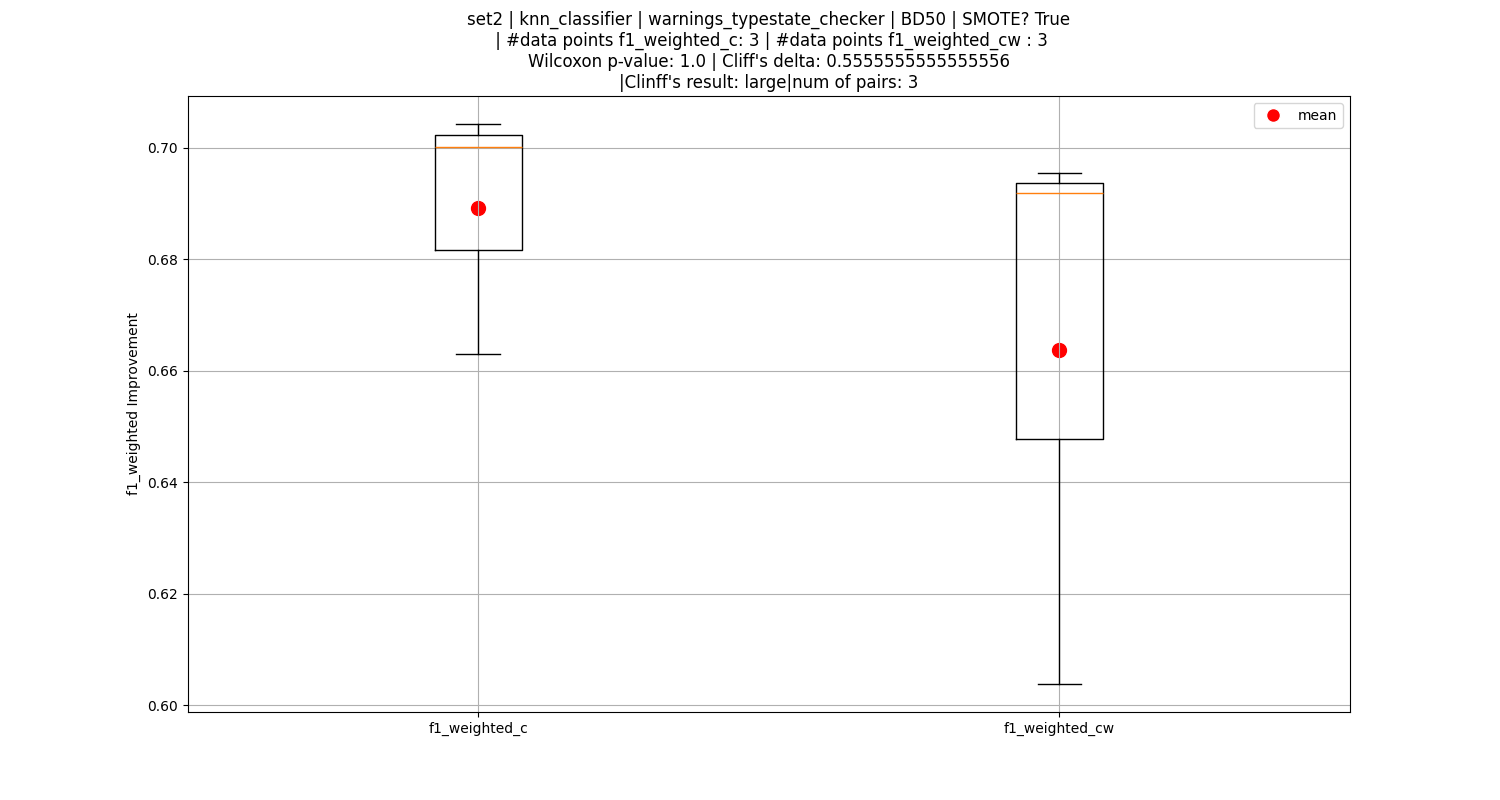 set2 | knn_classifier | warnings_typestate_checker | BD50 | SMOTE? True
| #data points f1_weighted_c: 3 | #data points f1_weighted_cw : 3
Wilcoxon p-value: 1.0 | Cliff's delta: 0.5555555555555556
|Clinff's result: large|num of pairs: 3
mean
0.70
0.68
0.66
0.64
0.62
0.60
f1_weighted Improvement
f1_weighted_c
f1_weighted_cw